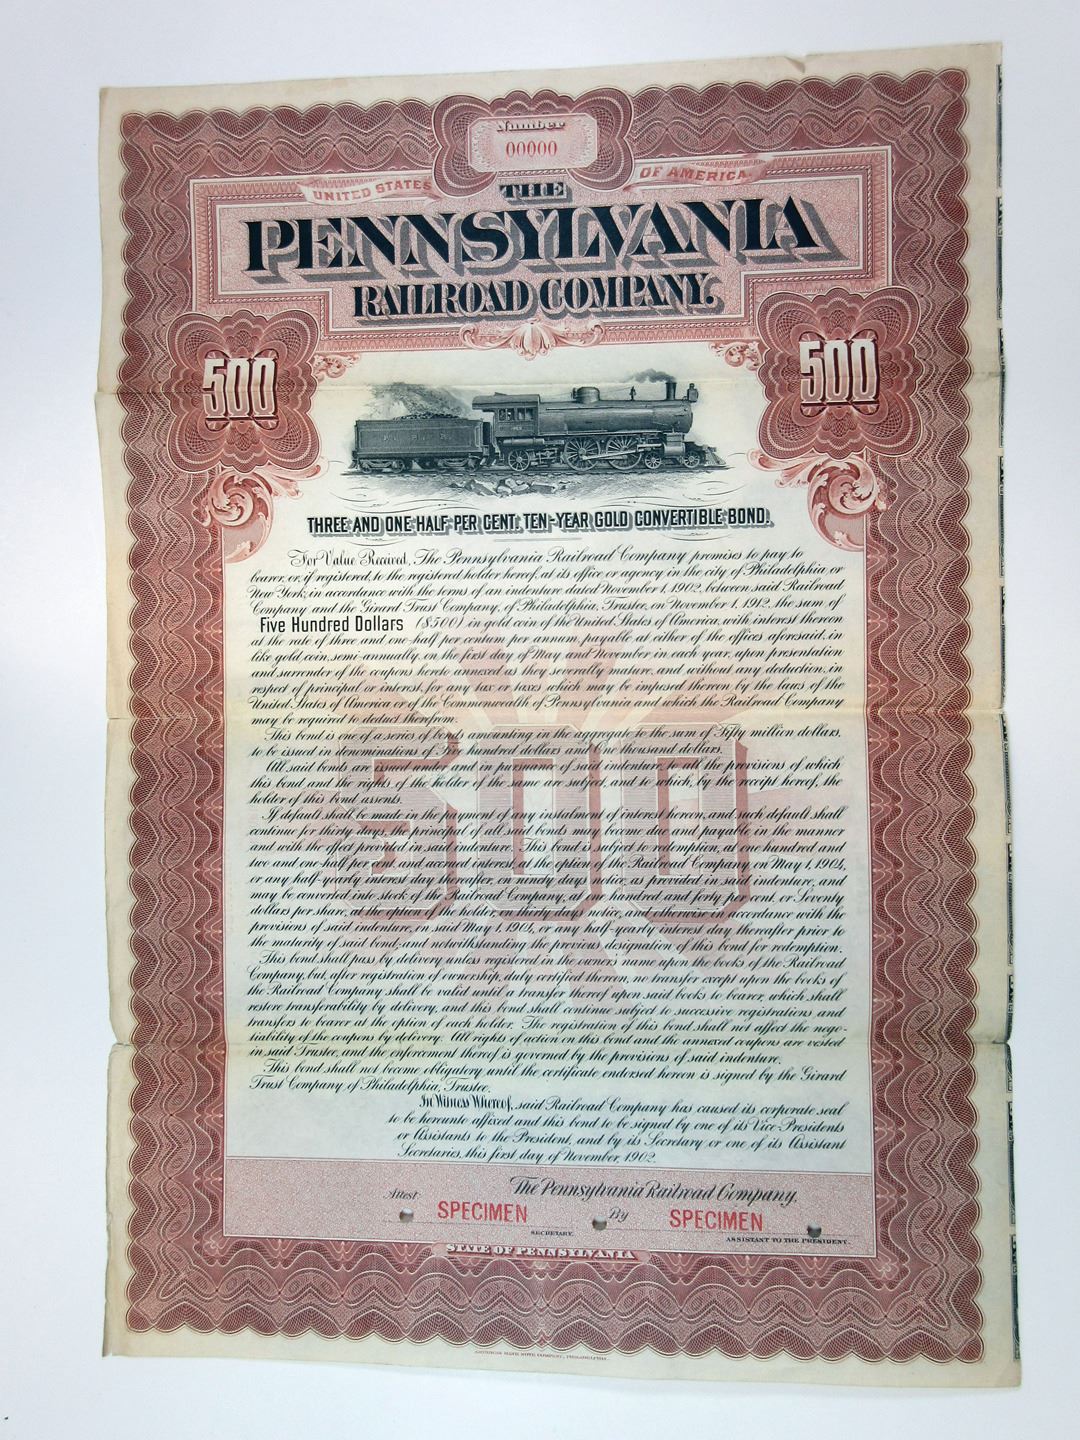 Number
00000
UNITED STATES OF AMERICA.
THE
PENNSYLVANIA
RAILROAD COMPANY.
500 500
THREE AND ONE HALF PER CENT. TEN-YEAR GOLD CONVERTIBLE BOND.
For Value Received, The Pennsylvania Railroad Company promises to pay to
bearer, or, if registered, to the registered holder hereof, at its office or agency in the city of Philadelphia or
New York, in accordance with the terms of an indenture dated November 1, 1902, between said Railroad
Company and the Girard Trust Company, of Philadelphia, Trustee, on November 1, 1912, the sum of
Five Hundred Dollars ($500) in gold coin of the United States of America, with interest thereon
at the rate of three and one-half per centum per annum, payable at either of the offices aforesaid, in
like gold coin, semi-annually, on the first day of May and November in each year, upon presentation
and surrender of the coupons hereto annexed as they severally mature, and without any deduction, in
respect of principal or interest, for any tax or taxes which may be imposed thereon by the laws of the
United States of America or of the Commonwealth of Pennsylvania and which the Railroad Company
may be required to deduct therefrom.
This bond is one of a series of bonds amounting in the aggregate to the sum of Fifty million dollars,
to be issued in denominations of Five hundred dollars and One thousand dollars.
All said bonds are issued under and in pursuance of said indenture, to all the provisions of which
this bond and the rights of the holder of the same are subject, and to which, by the receipt hereof, the
holder of this bond assents.
If default shall be made in the payment of any instalment of interest hereon, and such default shall
continue for thirty days, the principal of all said bonds may become due and payable in the manner
and with the effect provided in said indenture. This bond is subject to redemption, at one hundred and
two and one-half per cent. and accrued interest, at the option of the Railroad Company, on May 1, 1904,
or any half-yearly interest day thereafter, on ninety days' notice, as provided in said indenture, and
may be converted into stock of the Railroad Company, at one hundred and forty per cent. or Seventy
dollars per share, at the option of the holder, on thirty days' notice, and otherwise in accordance with the
provisions of said indenture, on said May 1, 1904, or any half-yearly interest day thereafter prior to
the maturity of said bond; and notwithstanding the previous designation of this bond for redemption.
This bond shall pass by delivery unless registered in the owner's name upon the books of the Railroad
Company, but, after registration of ownership, duly certified thereon, no transfer except upon the books of
the Railroad Company shall be valid until a transfer thereof upon said books to bearer, which shall
restore transferability by delivery, and this bond shall continue subject to successive registrations and
transfers to bearer at the option of each holder. The registration of this bond shall not affect the nego-
tiability of the coupons by delivery. All rights of action on this bond and the annexed coupons are vested
in said Trustee, and the enforcement thereof is governed by the provisions of said indenture.
This bond shall not become obligatory until the certificate endorsed hereon is signed by the Girard
Trust Company of Philadelphia, Trustee.
In Witness Whereof, said Railroad Company has caused its corporate seal
to be hereunto affixed and this bond to be signed by one of its Vice-Presidents
or Assistants to the President, and by its Secretary or one of its Assistant
Secretaries, this first day of November, 1902.
500
The Pennsylvania Railroad Company,
Attest: SPECIMEN By SPECIMEN
SECRETARY. ASSISTANT TO THE PRESIDENT.
STATE OF PENNSYLVANIA
BANK NOTE COMPANY, PHILADELPHIA.